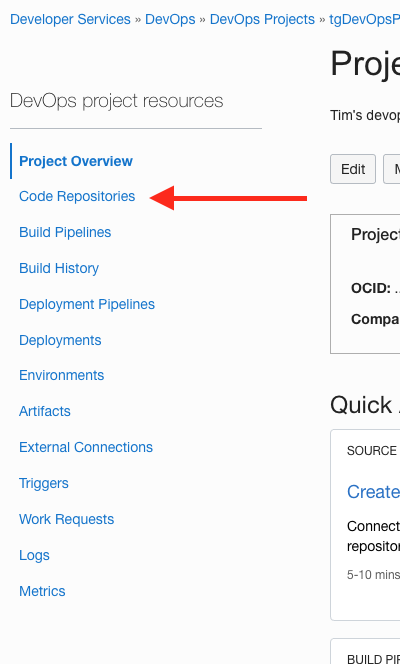 Developer Services » DevOps » DevOps Projects » tgDevOpsP
Proje
DevOps project resources
Tim's devop
Project Overview
Edit
Code Repositories
Build Pipelines
Project
Build History
OCID: ..
Deployment Pipelines
Compa
Deployments
Environments
Quick
Artifacts
External Connections
SOURCE
Triggers
Create
Work Requests
Connect
repositor
Logs
5-10 mins
Metrics
BUILD PIP